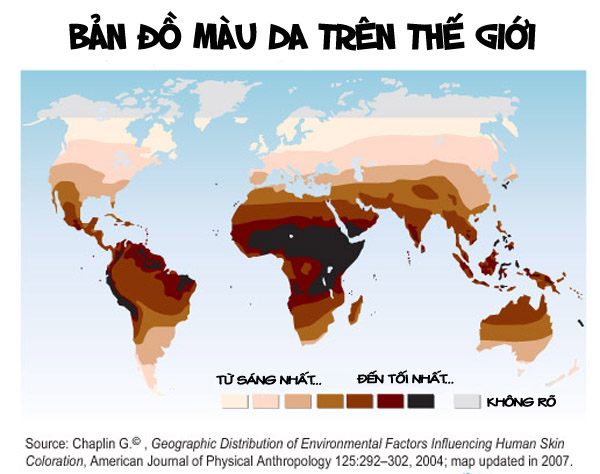 BẢN ĐỒ MÀU DA TRÊN THẾ GIỚI
TỪ SÁNG NHẤT... ĐẾN TỐI NHẤT... KHÔNG RÕ
Source: Chaplin G.© , Geographic Distribution of Environmental Factors Influencing Human Skin
Coloration, American Journal of Physical Anthropology 125:292–302, 2004; map updated in 2007.